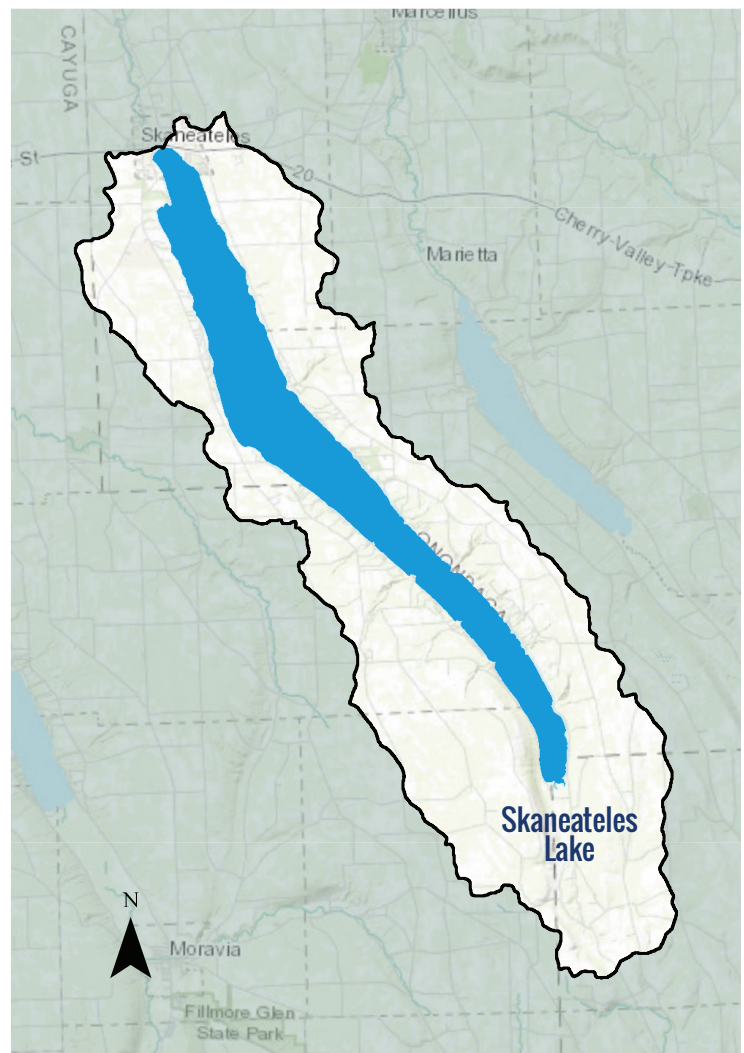 Marcellus
CAYUGA
Skaneateles
St
20
Cherry-Valley-Tpke
Marietta
ONONDAGA
Skaneateles
Lake
N
Moravia
Fillmore Glen
State Park